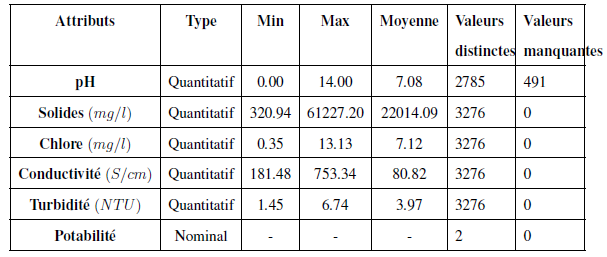 Attributs Type Min Max Moyenne Valeurs distinctes Valeurs manquantes
pH Quantitatif 0.00 14.00 7.08 2785 491
Solides (mg/l) Quantitatif 320.94 61227.20 22014.09 3276 0
Chlore (mg/l) Quantitatif 0.35 13.13 7.12 3276 0
Conductivité (S/cm) Quantitatif 181.48 753.34 80.82 3276 0
Turbidité (NTU) Quantitatif 1.45 6.74 3.97 3276 0
Potabilité Nominal - - - 2 0